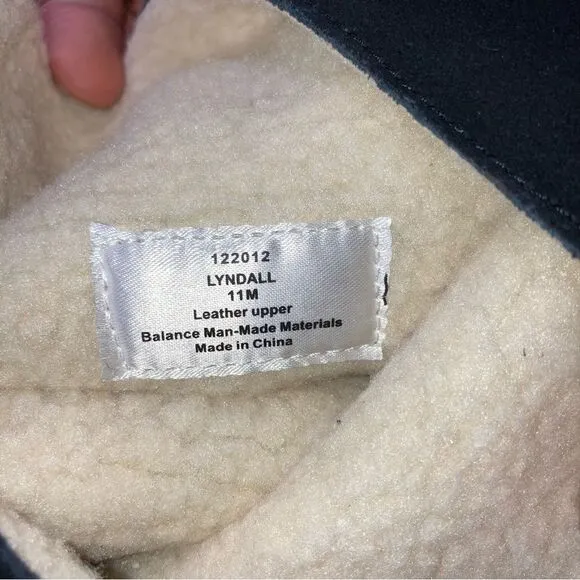 122012
LYNDALL
11M
Leather upper
Balance Man-Made Materials
Made in China